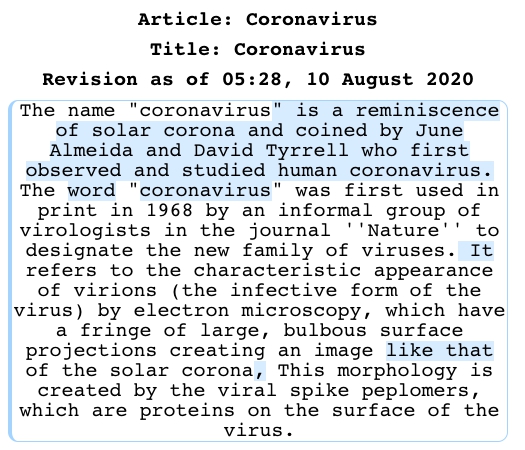 Article: Coronavirus
Title: Coronavirus
Revision as of 05:28, 10 August 2020
The name "coronavirus" is a reminiscence
of solar corona and coined by June
Almeida and David Tyrrell who first
observed and studied human coronavirus.
The word "coronavirus" was first used in
print in 1968 by an informal group of
virologists in the journal ''Nature'' to
designate the new family of viruses. It
refers to the characteristic appearance
of virions (the infective form of the
virus) by electron microscopy, which have
a fringe of large, bulbous surface
projections creating an image like that
of the solar corona, This morphology is
created by the viral spike peplomers,
which are proteins on the surface of the
virus.